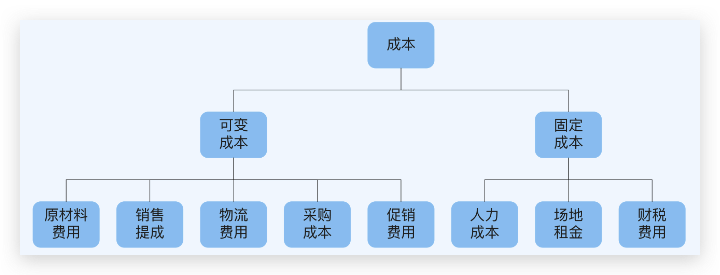 成本
可变
成本
固定
成本
原材料
费用
销售
提成
物流
费用
采购
成本
促销
费用
人力
成本
场地
租金
财税
费用